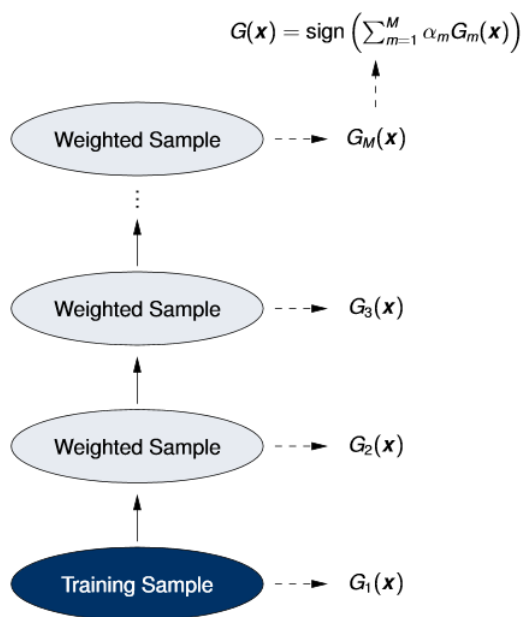 G(x) = sign (∑_{m=1}^{M} α_m G_m(x))
Weighted Sample G_M(x)
⋮
Weighted Sample G_3(x)
Weighted Sample G_2(x)
Training Sample G_1(x)